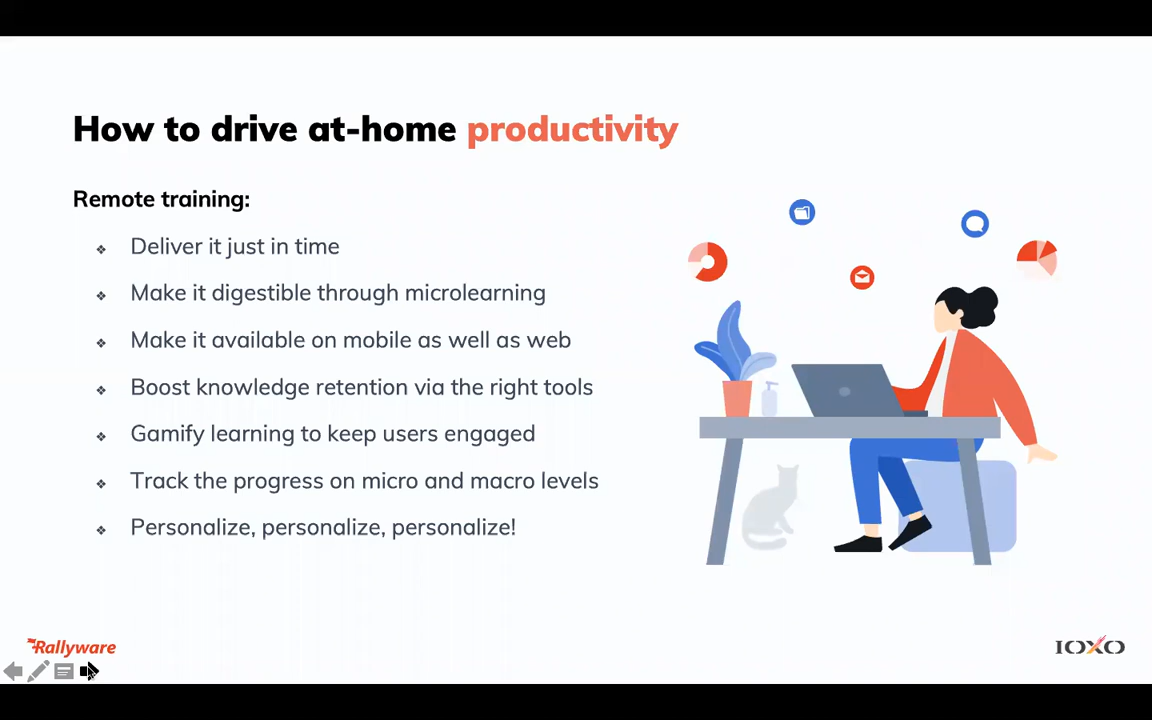 How to drive at-home productivity
Remote training:
Deliver it just in time
Make it digestible through microlearning
Make it available on mobile as well as web
Boost knowledge retention via the right tools
Gamify learning to keep users engaged
Track the progress on micro and macro levels
Personalize, personalize, personalize!
Rallyware
IOXO